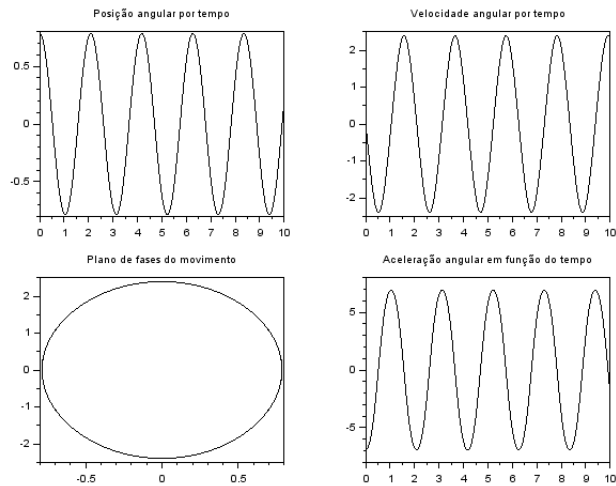 Posição angular por tempo
0.5
0
-0.5
0 1 2 3 4 5 6 7 8 9 10
Velocidade angular por tempo
2
1
0
-1
-2
0 1 2 3 4 5 6 7 8 9 10
Plano de fases do movimento
2
1
0
-1
-2
-0.5 0 0.5
Aceleração angular em função do tempo
5
0
-5
0 1 2 3 4 5 6 7 8 9 10